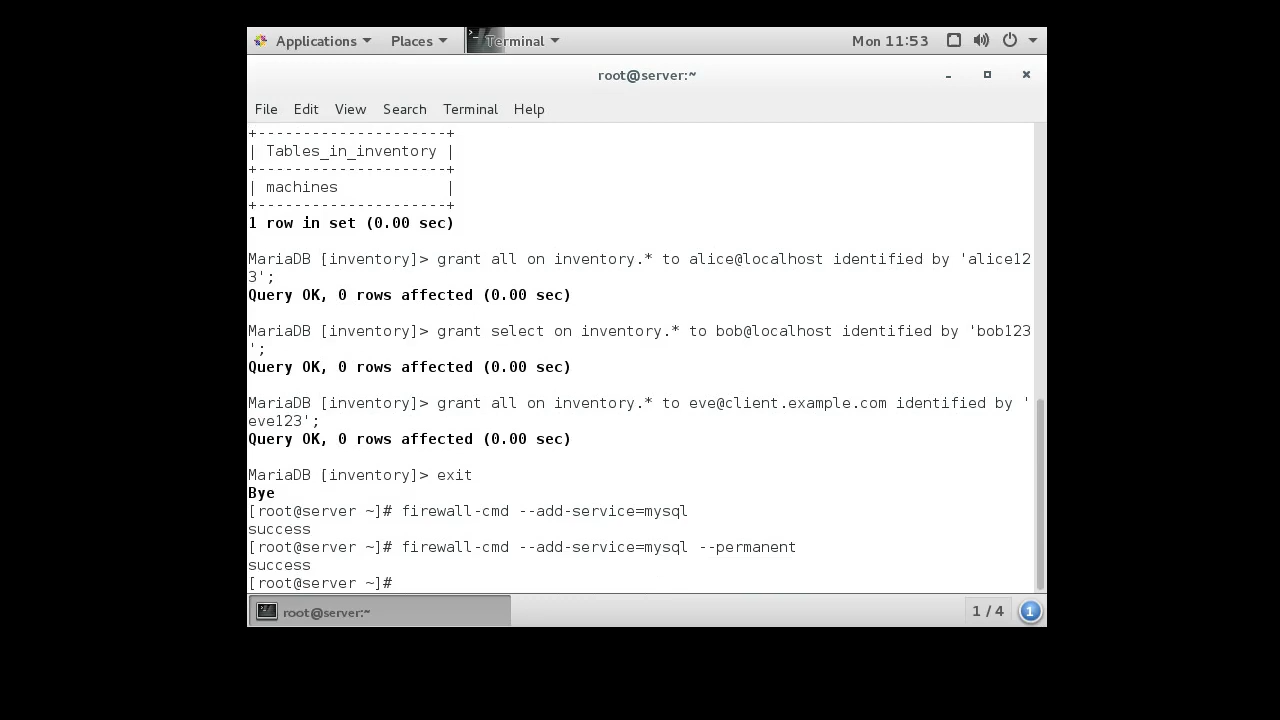 Applications Places Terminal Mon 11:53
root@server:~
File Edit View Search Terminal Help
+---------------------+
| Tables_in_inventory |
+---------------------+
| machines            |
+---------------------+
1 row in set (0.00 sec)
MariaDB [inventory]> grant all on inventory.* to alice@localhost identified by 'alice12
3';
Query OK, 0 rows affected (0.00 sec)
MariaDB [inventory]> grant select on inventory.* to bob@localhost identified by 'bob123
';
Query OK, 0 rows affected (0.00 sec)
MariaDB [inventory]> grant all on inventory.* to eve@client.example.com identified by '
eve123';
Query OK, 0 rows affected (0.00 sec)
MariaDB [inventory]> exit
Bye
[root@server ~]# firewall-cmd --add-service=mysql
success
[root@server ~]# firewall-cmd --add-service=mysql --permanent
success
[root@server ~]#
root@server:~ 1 / 4 1